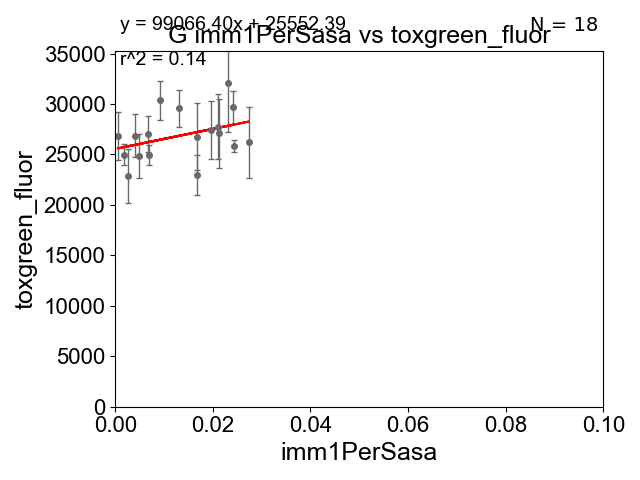 y = 99066.40x + 25552.39
N = 18
G imm1PerSasa vs toxgreen_fluor
r^2 = 0.14
35000
30000
25000
20000
15000
10000
5000
0
toxgreen_fluor
0.00 0.02 0.04 0.06 0.08 0.10
imm1PerSasa